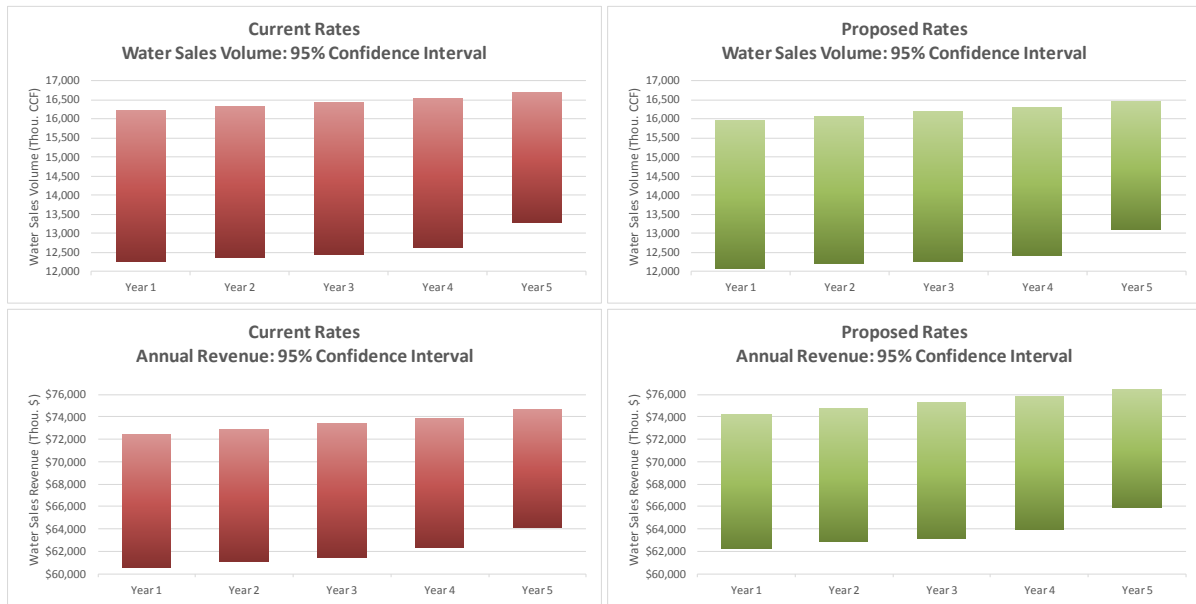 Current Rates
Water Sales Volume: 95% Confidence Interval
Water Sales Volume (Thou. CCF)
17,000
16,500
16,000
15,500
15,000
14,500
14,000
13,500
13,000
12,500
12,000
Year 1 Year 2 Year 3 Year 4 Year 5
Proposed Rates
Water Sales Volume: 95% Confidence Interval
Water Sales Volume (Thou. CCF)
17,000
16,500
16,000
15,500
15,000
14,500
14,000
13,500
13,000
12,500
12,000
Year 1 Year 2 Year 3 Year 4 Year 5
Current Rates
Annual Revenue: 95% Confidence Interval
Water Sales Revenue (Thou. $)
$76,000
$74,000
$72,000
$70,000
$68,000
$66,000
$64,000
$62,000
$60,000
Year 1 Year 2 Year 3 Year 4 Year 5
Proposed Rates
Annual Revenue: 95% Confidence Interval
Water Sales Revenue (Thou. $)
$76,000
$74,000
$72,000
$70,000
$68,000
$66,000
$64,000
$62,000
$60,000
Year 1 Year 2 Year 3 Year 4 Year 5